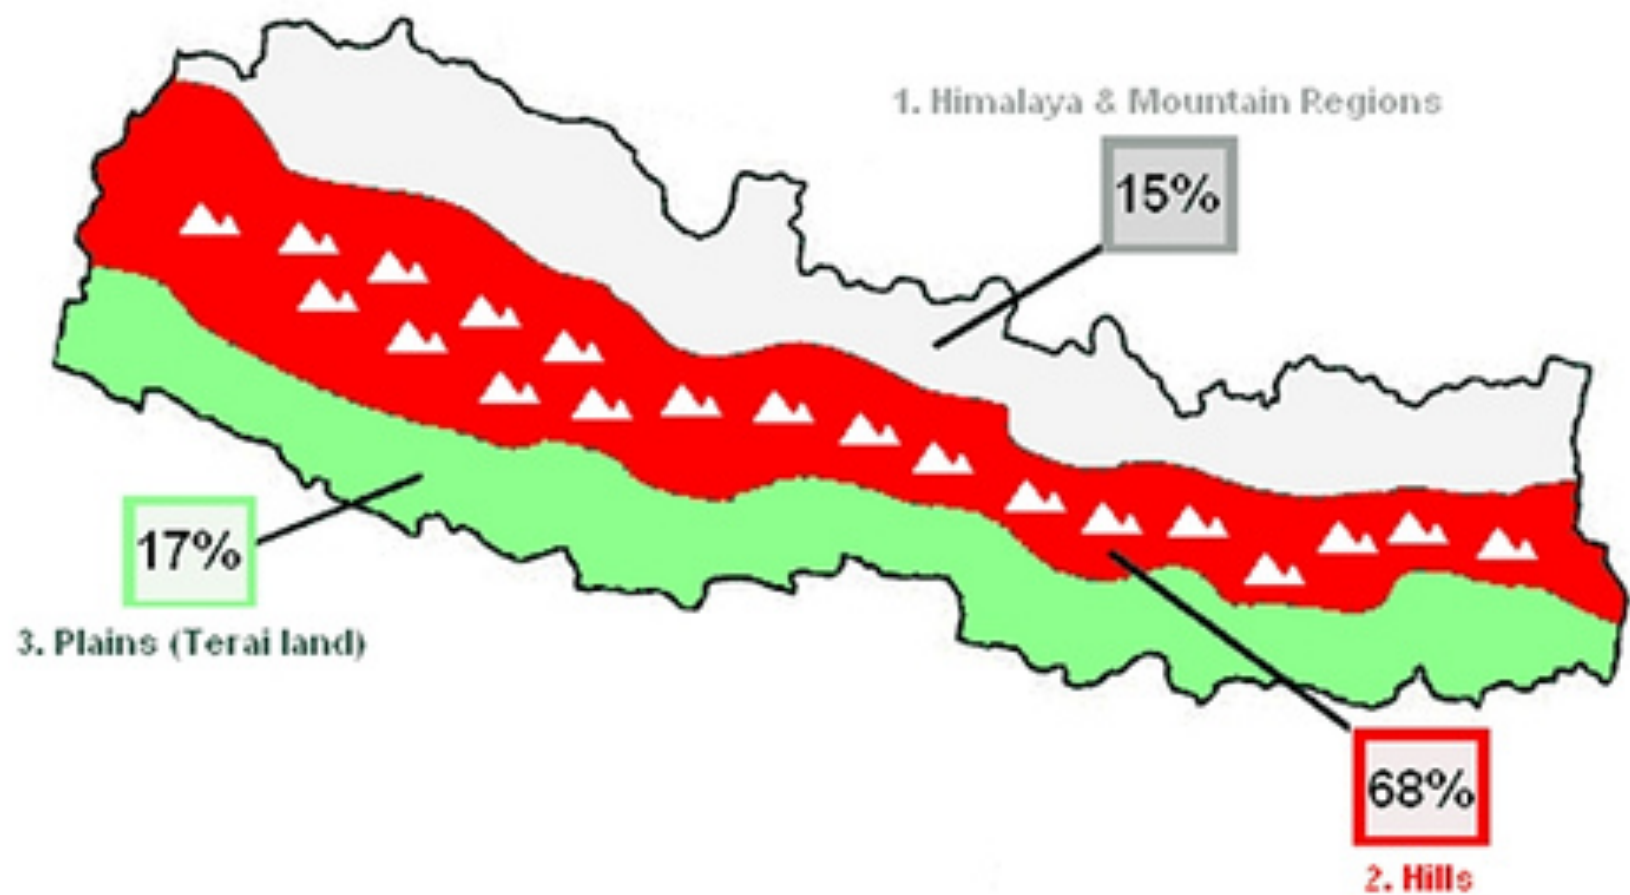 1. Himalaya & Mountain Regions
15%
17%
3. Plains (Terai land)
68%
2. Hills